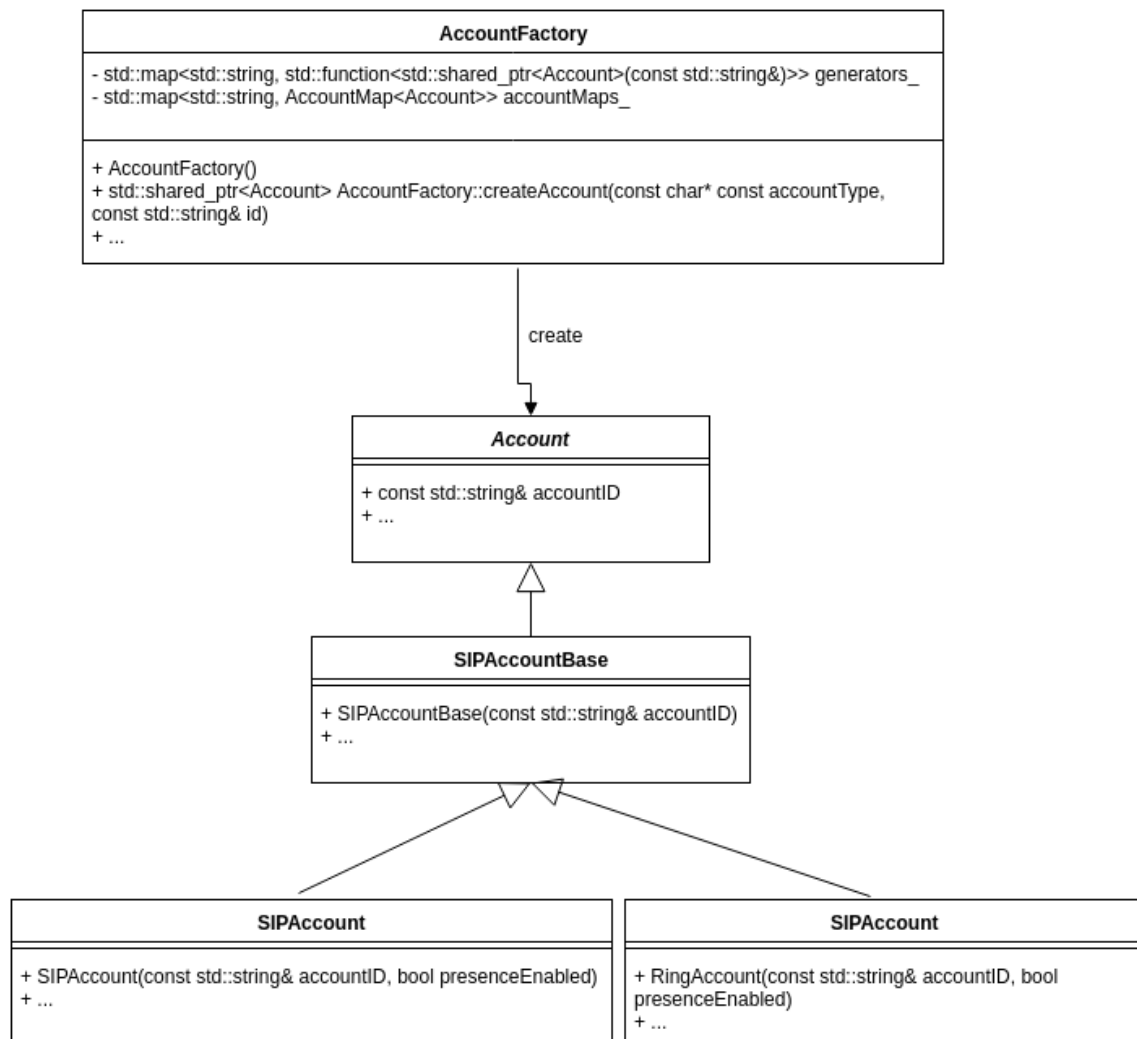 AccountFactory
- std::map<std::string, std::function<std::shared_ptr<Account>(const std::string&)>> generators_
- std::map<std::string, AccountMap<Account>> accountMaps_
+ AccountFactory()
+ std::shared_ptr<Account> AccountFactory::createAccount(const char* const accountType,
const std::string& id)
+ ...
create
Account
+ const std::string& accountID
+ ...
SIPAccountBase
+ SIPAccountBase(const std::string& accountID)
+ ...
SIPAccount
+ SIPAccount(const std::string& accountID, bool presenceEnabled)
+ ...
SIPAccount
+ RingAccount(const std::string& accountID, bool
presenceEnabled)
+ ...